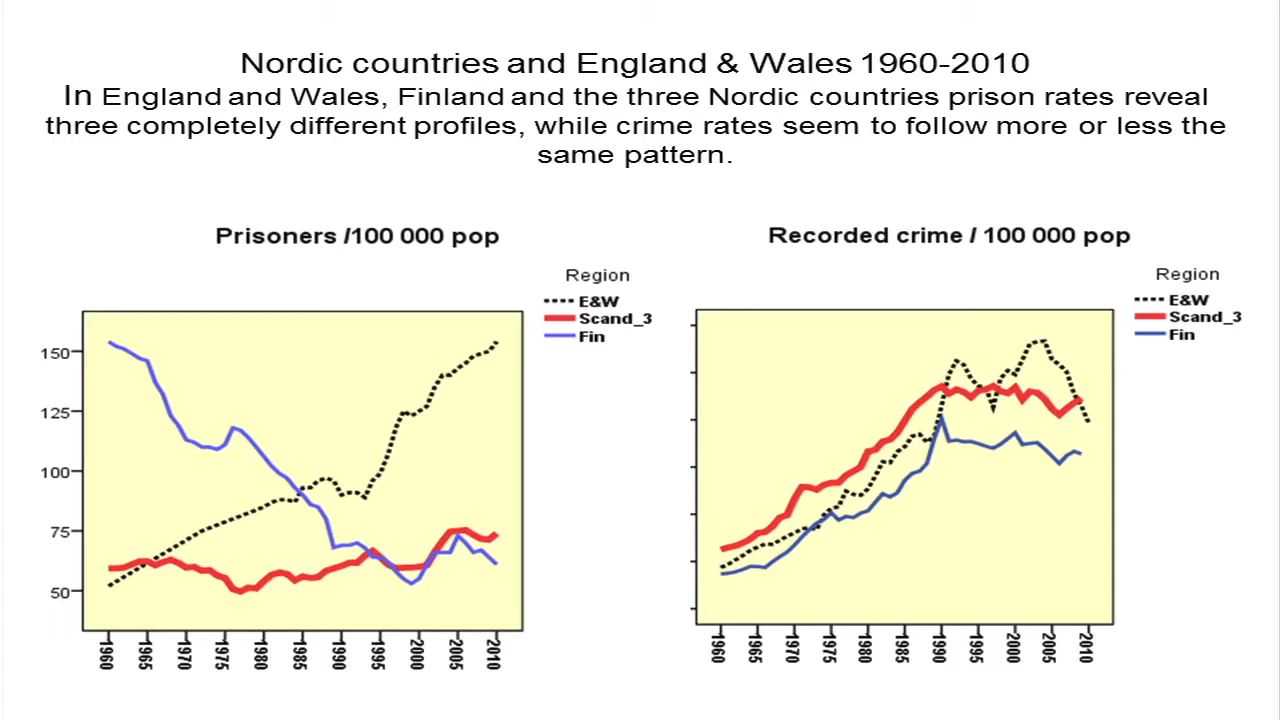 Nordic countries and England & Wales 1960-2010
In England and Wales, Finland and the three Nordic countries prison rates reveal
three completely different profiles, while crime rates seem to follow more or less the
same pattern.
Prisoners /100 000 pop
Region
E&W
Scand_3
Fin
150
125
100
75
50
1960
1965
1970
1975
1980
1985
1990
1995
2000
2005
2010
Recorded crime / 100 000 pop
Region
E&W
Scand_3
Fin
1960
1965
1970
1975
1980
1985
1990
1995
2000
2005
2010